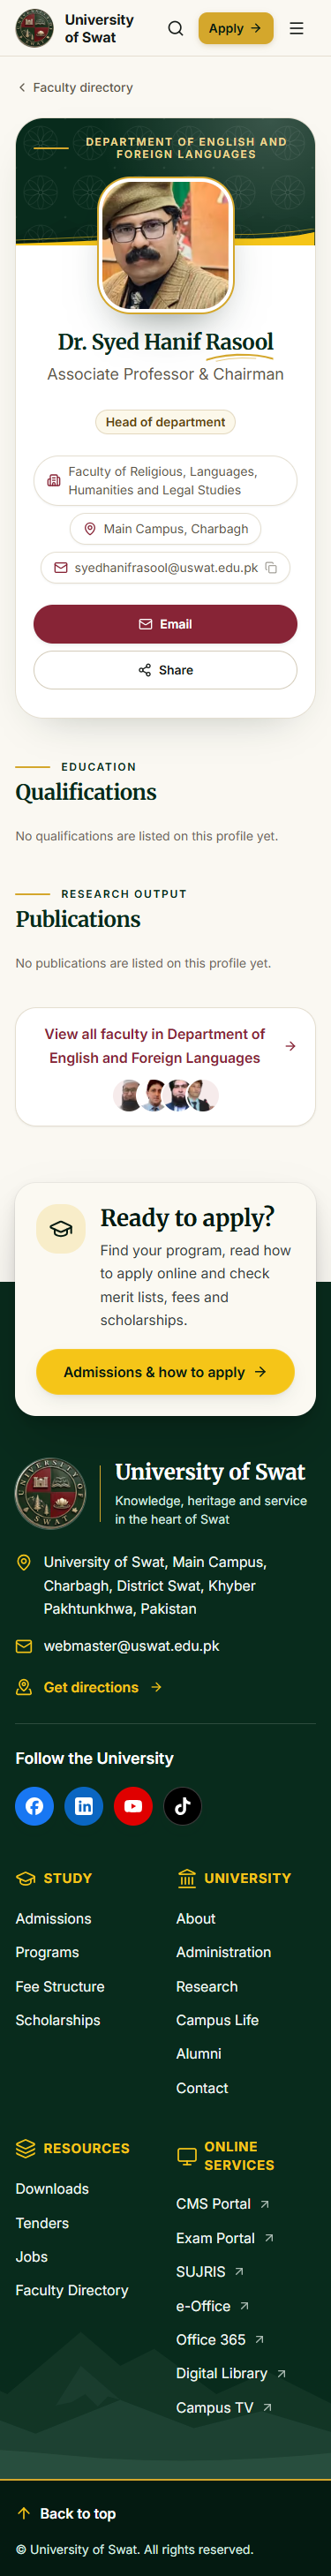 University
of Swat
Apply
Faculty directory
DEPARTMENT OF ENGLISH AND
FOREIGN LANGUAGES
Dr. Syed Hanif Rasool
Associate Professor & Chairman
Head of department
Faculty of Religious, Languages,
Humanities and Legal Studies
Main Campus, Charbagh
syedhanifrasool@uswat.edu.pk
Email
Share
EDUCATION
Qualifications
No qualifications are listed on this profile yet.
RESEARCH OUTPUT
Publications
No publications are listed on this profile yet.
View all faculty in Department of
English and Foreign Languages
Ready to apply?
Find your program, read how
to apply online and check
merit lists, fees and
scholarships.
Admissions & how to apply
UNIVERSITY OF
SWAT
University of Swat
Knowledge, heritage and service
in the heart of Swat
University of Swat, Main Campus,
Charbagh, District Swat, Khyber
Pakhtunkhwa, Pakistan
webmaster@uswat.edu.pk
Get directions
Follow the University
STUDY
Admissions
Programs
Fee Structure
Scholarships
UNIVERSITY
About
Administration
Research
Campus Life
Alumni
Contact
RESOURCES
Downloads
Tenders
Jobs
Faculty Directory
ONLINE
SERVICES
CMS Portal
Exam Portal
SUJRIS
e-Office
Office 365
Digital Library
Campus TV
Back to top
© University of Swat. All rights reserved.